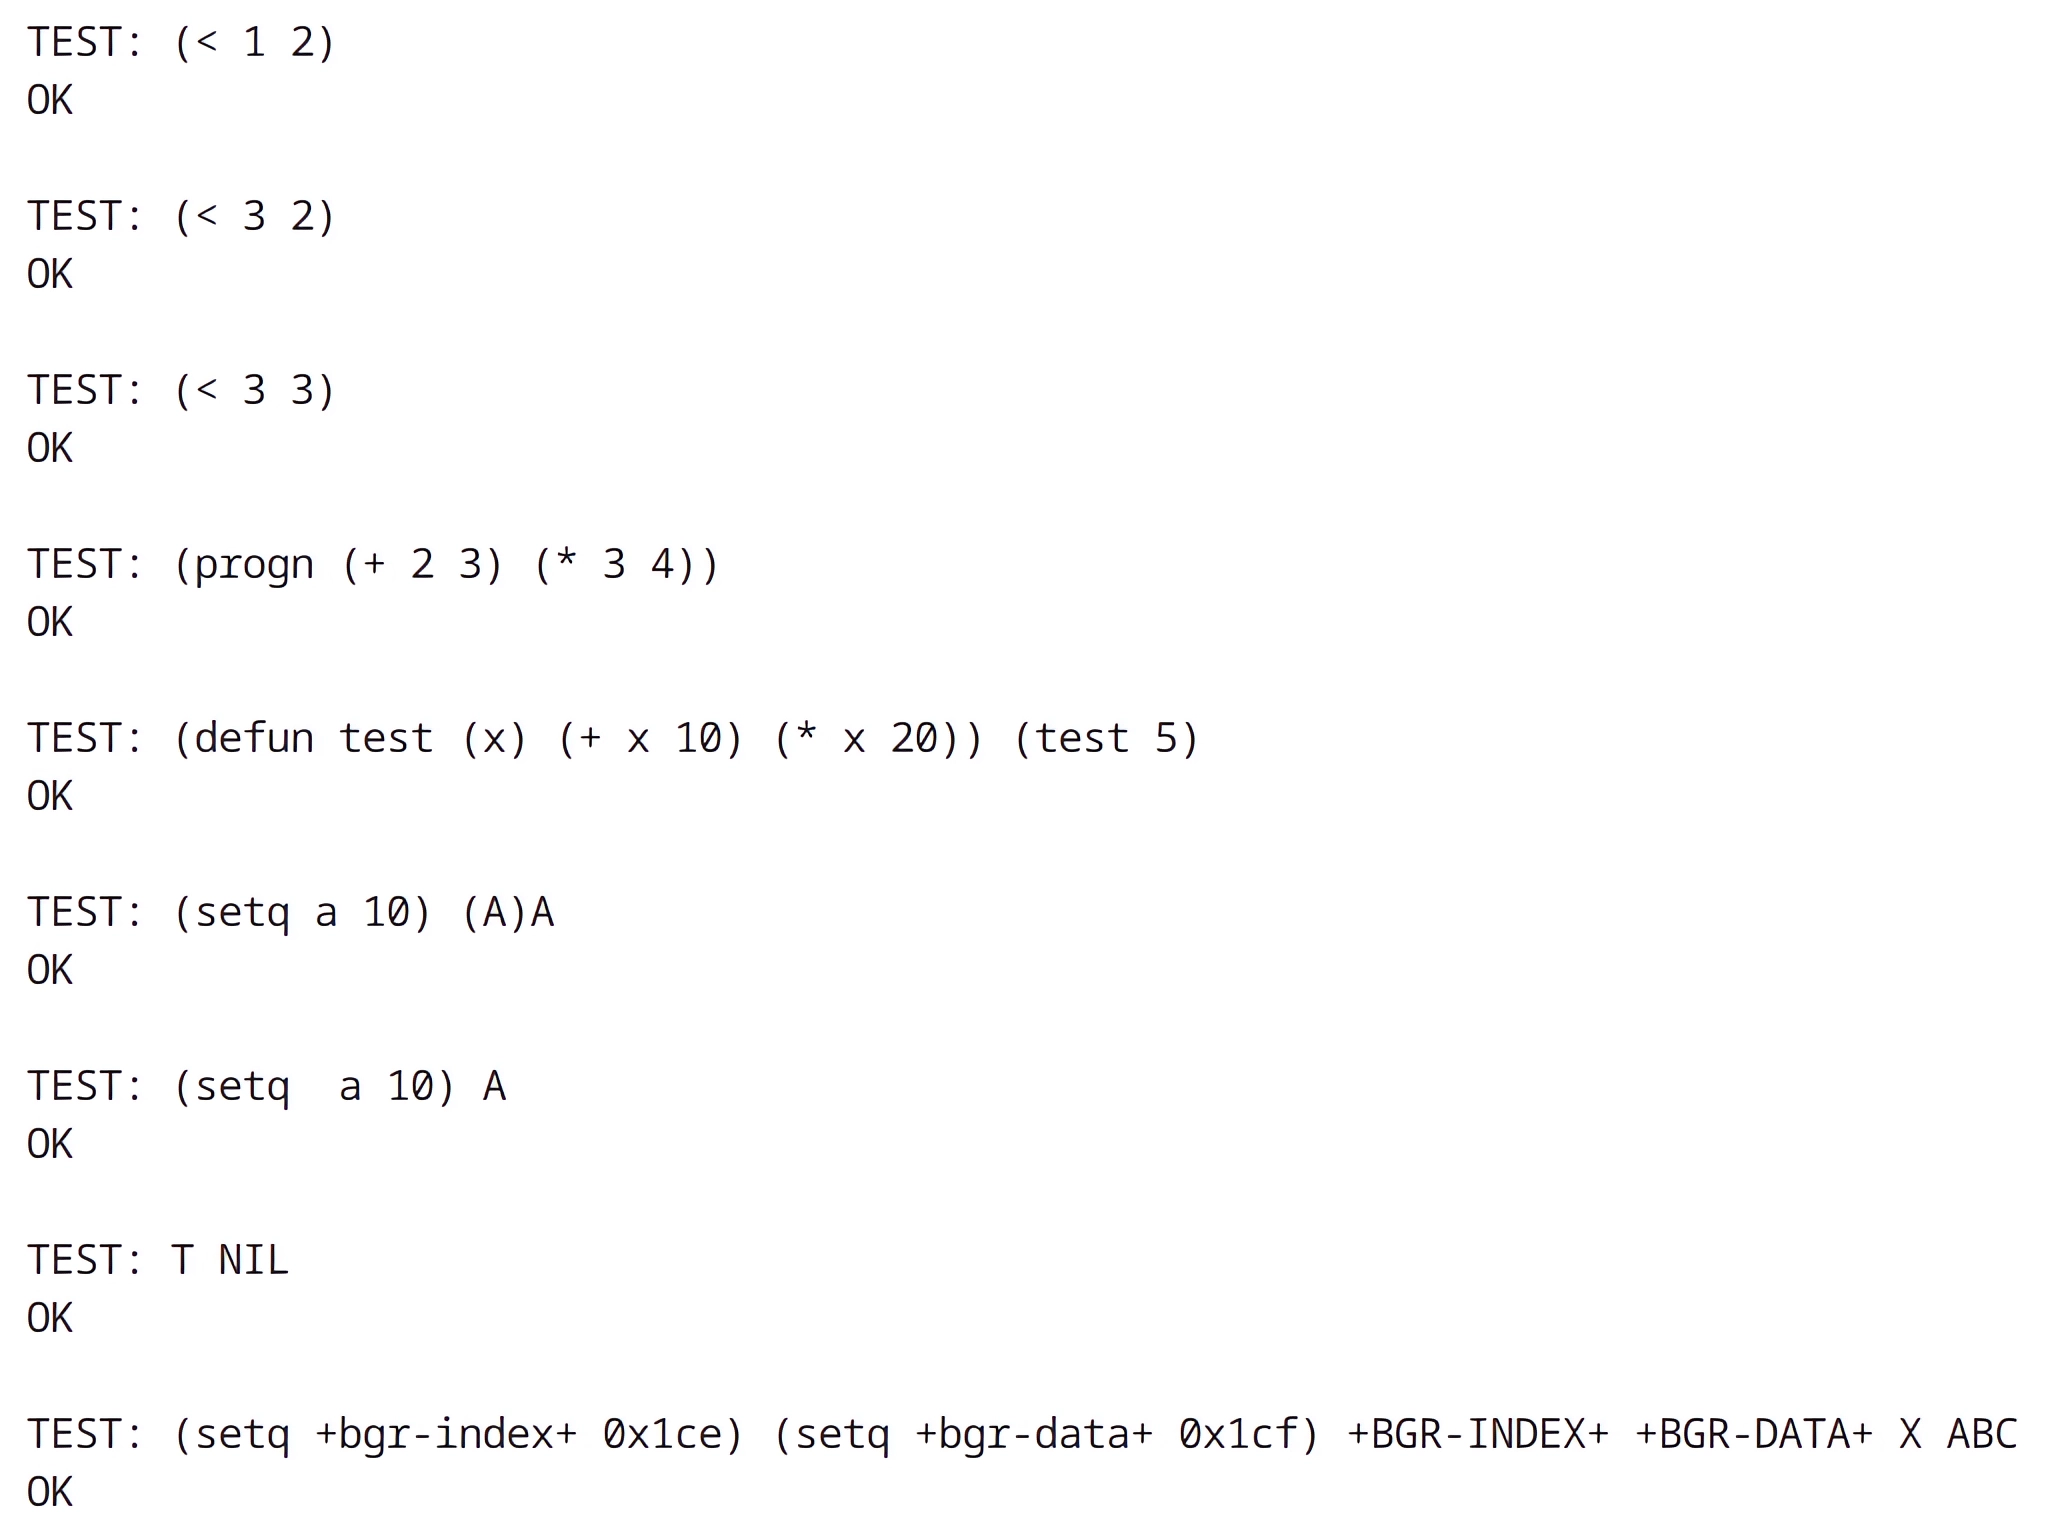 TEST: (< 1 2)
OK
TEST: (< 3 2)
OK
TEST: (< 3 3)
OK
TEST: (progn (+ 2 3) (* 3 4))
OK
TEST: (defun test (x) (+ x 10) (* x 20)) (test 5)
OK
TEST: (setq a 10) (A)A
OK
TEST: (setq  a 10) A
OK
TEST: T NIL
OK
TEST: (setq +bgr-index+ 0x1ce) (setq +bgr-data+ 0x1cf) +BGR-INDEX+ +BGR-DATA+ X ABC
OK